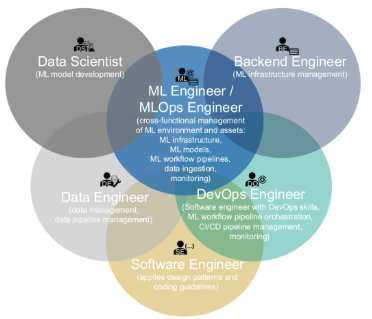 DS
Data Scientist
(ML model development)
BE
Backend Engineer
(ML infrastructure management)
ML
ML Engineer /
MLOps Engineer
(cross-functional management
of ML environment and assets:
ML infrastructure,
ML models,
ML workflow pipelines,
data ingestion,
monitoring)
DE
Data Engineer
(data management,
data pipeline management)
DO
DevOps Engineer
(Software engineer with DevOps skills,
ML workflow pipeline orchestration,
CI/CD pipeline management,
monitoring)
SE
Software Engineer
(applies design patterns and
coding guidelines)